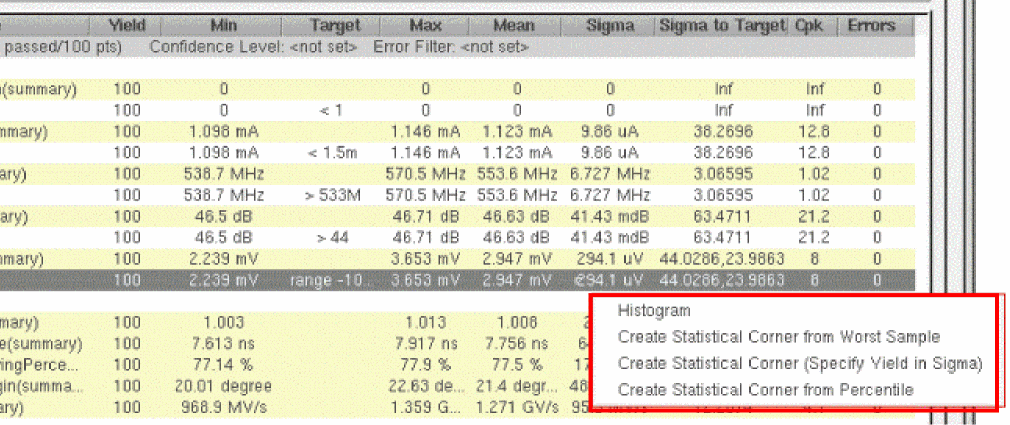 Yield Min Target Max Mean Sigma Sigma to Target Cpk Errors
passed/100 pts) Confidence Level: <not set> Error Filter: <not set>
(summary) 100 0 0 0 0 Inf Inf 0
100 0 < 1 0 0 0 Inf Inf 0
mmary) 100 1.098 mA 1.146 mA 1.123 mA 9.86 uA 38.2696 12.8 0
100 1.098 mA < 1.5m 1.146 mA 1.123 mA 9.86 uA 38.2696 12.8 0
ary) 100 538.7 MHz 570.5 MHz 553.6 MHz 6.727 MHz 3.06595 1.02 0
100 538.7 MHz > 533M 570.5 MHz 553.6 MHz 6.727 MHz 3.06595 1.02 0
ary) 100 46.5 dB 46.71 dB 46.63 dB 41.43 mdB 63.4711 21.2 0
100 46.5 dB > 44 46.71 dB 46.63 dB 41.43 mdB 63.4711 21.2 0
mmary) 100 2.239 mV 3.653 mV 2.947 mV 294.1 uV 44.0286,23.9863 8 0
100 2.239 mV range -10.. 3.653 mV 2.947 mV 294.1 uV 44.0286,23.9863 8 0
mary) 100 1.003 1.013 1.008
e(summary) 100 7.613 ns 7.917 ns 7.756 ns
ingPerce... 100 77.14 % 77.9 % 77.5 % 17
gin(summa... 100 20.01 degree 22.63 de... 21.4 degr... 48
ary) 100 968.9 MV/s 1.359 G... 1.271 GV/s
Histogram
Create Statistical Corner from Worst Sample
Create Statistical Corner (Specify Yield in Sigma)
Create Statistical Corner from Percentile